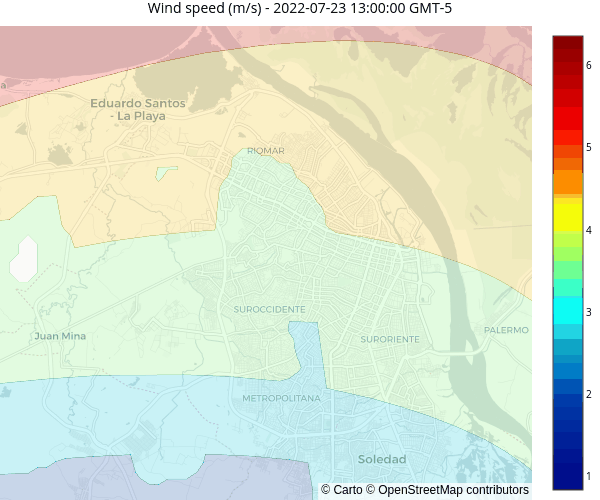 Wind speed (m/s) - 2022-07-23 13:00:00 GMT-5
6
a
Eduardo Santos
- La Playa
RIOMAR
5
4
SUROCCIDENTE
3
PALERMO
Juan Mina
SURORIENTE
2
METROPOLITANA
Soledad
1
© Carto © OpenStreetMap contributors